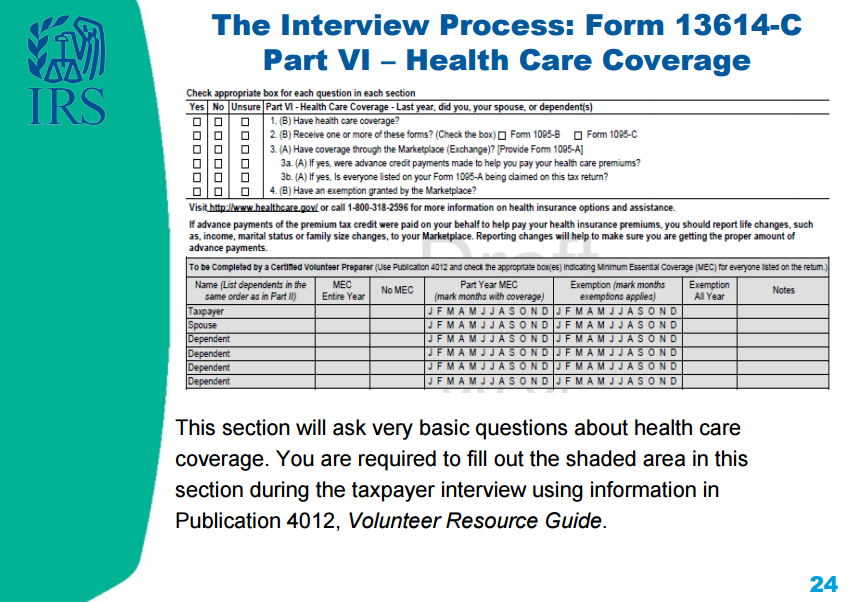 The Interview Process: Form 13614-C
Part VI – Health Care Coverage
IRS
Check appropriate box for each question in each section
Yes No Unsure Part VI - Health Care Coverage - Last year, did you, your spouse, or dependent(s)
1. (B) Have health care coverage?
2. (B) Receive one or more of these forms? (Check the box) Form 1095-B Form 1095-C
3. (A) Have coverage through the Marketplace (Exchange)? [Provide Form 1095-A]
3a. (A) If yes, were advance credit payments made to help you pay your health care premiums?
3b. (A) If yes, Is everyone listed on your Form 1095-A being claimed on this tax return?
4. (B) Have an exemption granted by the Marketplace?
Visit http://www.healthcare.gov/ or call 1-800-318-2596 for more information on health insurance options and assistance.
If advance payments of the premium tax credit were paid on your behalf to help pay your health insurance premiums, you should report life changes, such
as, income, marital status or family size changes, to your Marketplace. Reporting changes will help to make sure you are getting the proper amount of
advance payments.
Draft
To be Completed by a Certified Volunteer Preparer (Use Publication 4012 and check the appropriate box(es) indicating Minimum Essential Coverage (MEC) for everyone listed on the return.)
Name (List dependents in the same order as in Part II) MEC Entire Year No MEC Part Year MEC (mark months with coverage) Exemption (mark months exemptions applies) Exemption All Year Notes
Taxpayer J F M A M J J A S O N D J F M A M J J A S O N D
Spouse J F M A M J J A S O N D J F M A M J J A S O N D
Dependent J F M A M J J A S O N D J F M A M J J A S O N D
Dependent J F M A M J J A S O N D J F M A M J J A S O N D
Dependent J F M A M J J A S O N D J F M A M J J A S O N D
Dependent J F M A M J J A S O N D J F M A M J J A S O N D
This section will ask very basic questions about health care
coverage. You are required to fill out the shaded area in this
section during the taxpayer interview using information in
Publication 4012, Volunteer Resource Guide.
24